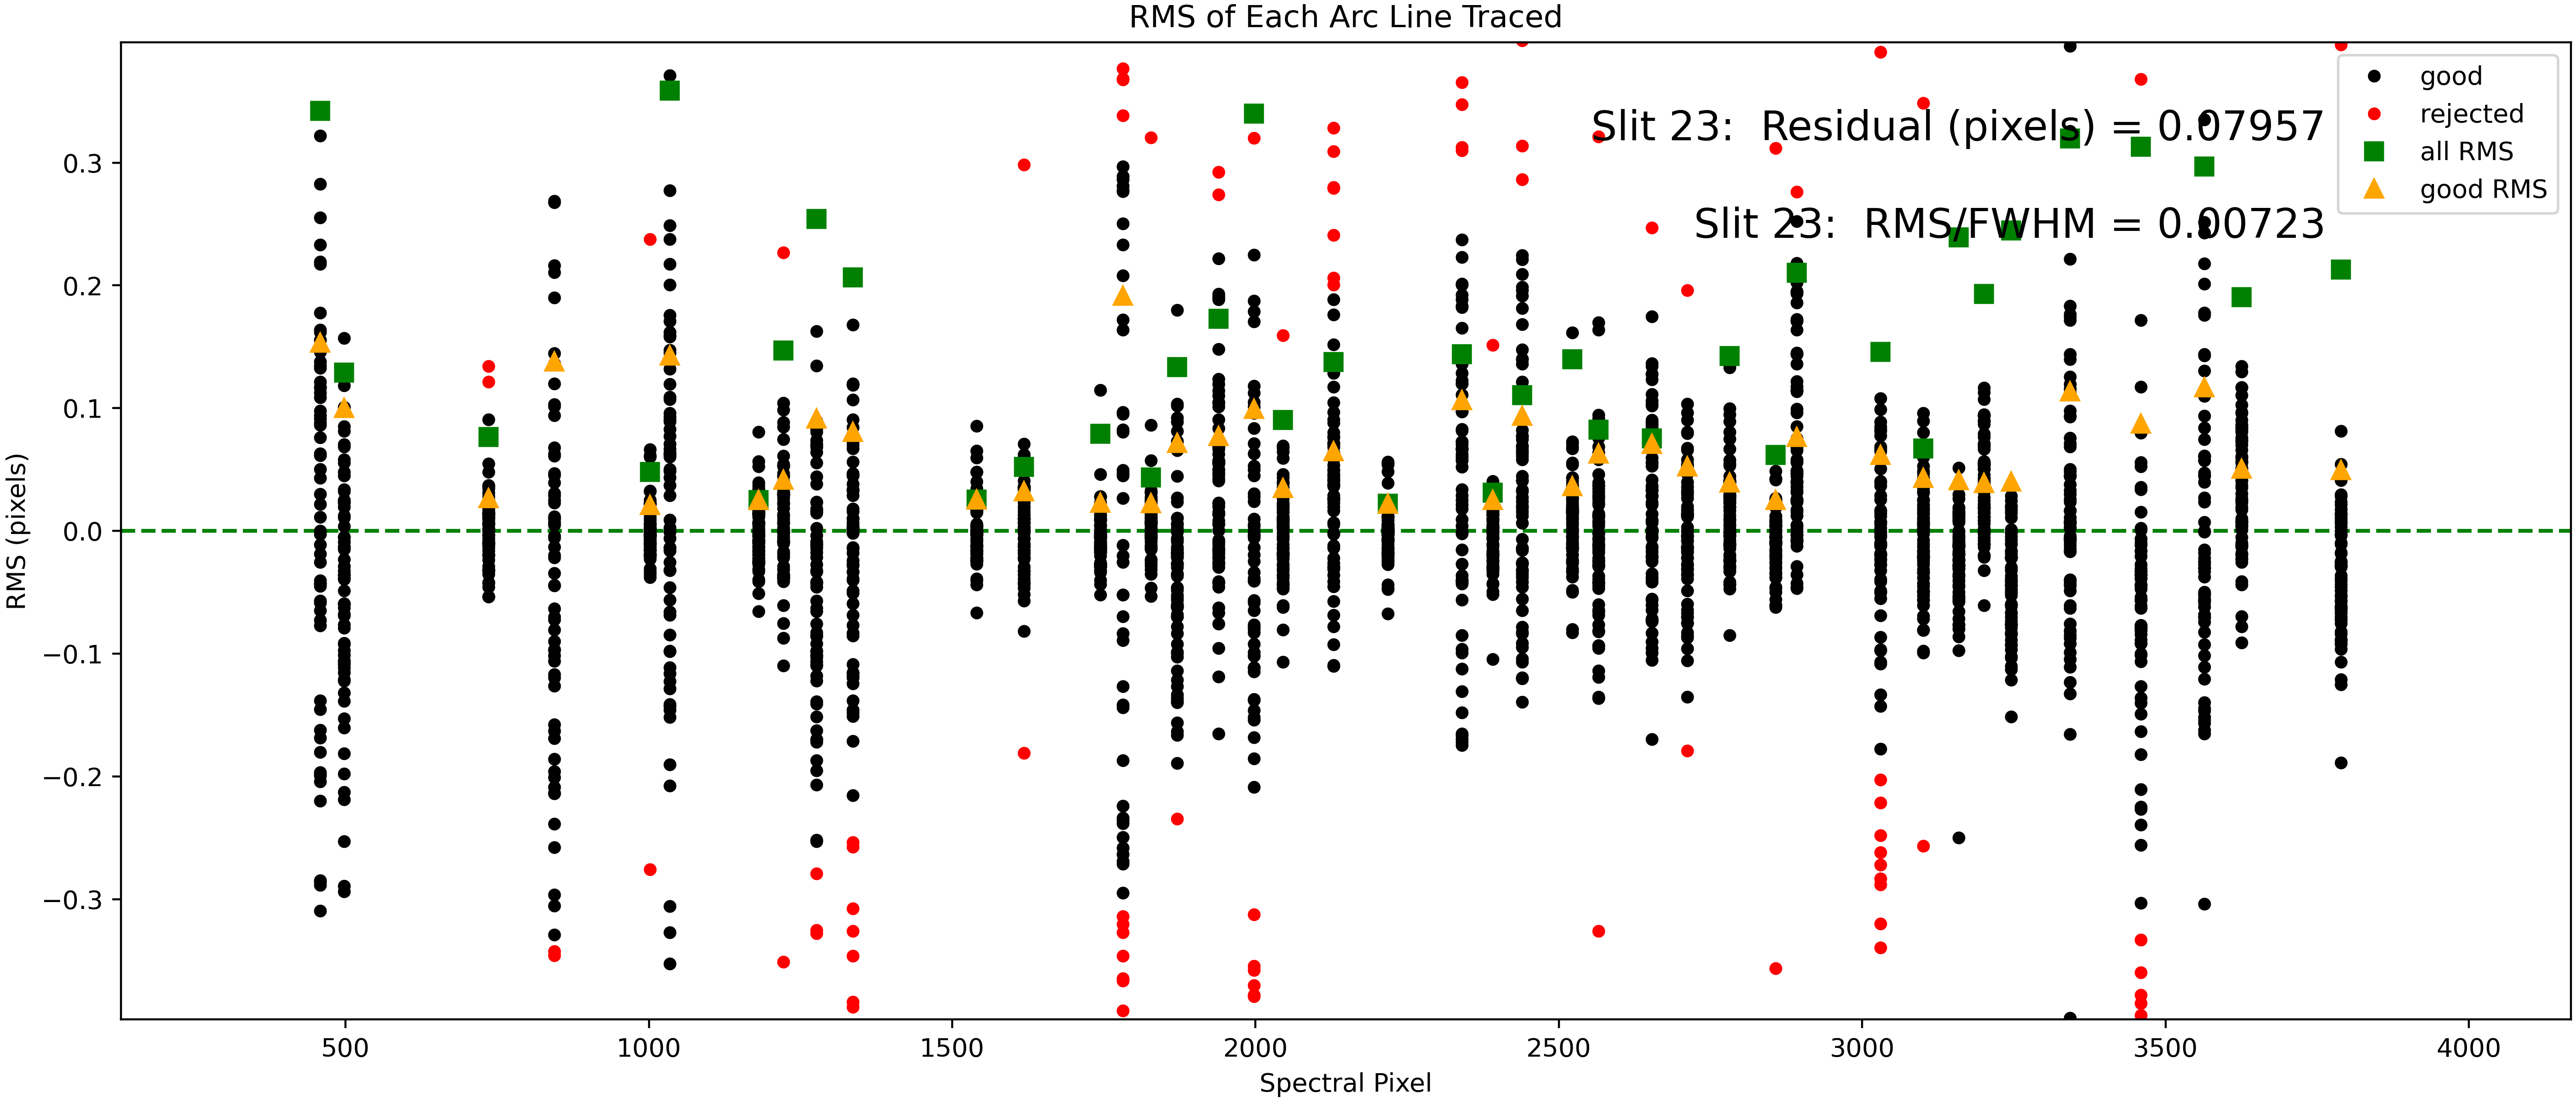 RMS of Each Arc Line Traced
good
rejected
all RMS
good RMS
Slit 23:  Residual (pixels) = 0.07957
Slit 23:  RMS/FWHM = 0.00723
RMS (pixels)
0.3
0.2
0.1
0.0
−0.1
−0.2
−0.3
500 1000 1500 2000 2500 3000 3500 4000
Spectral Pixel